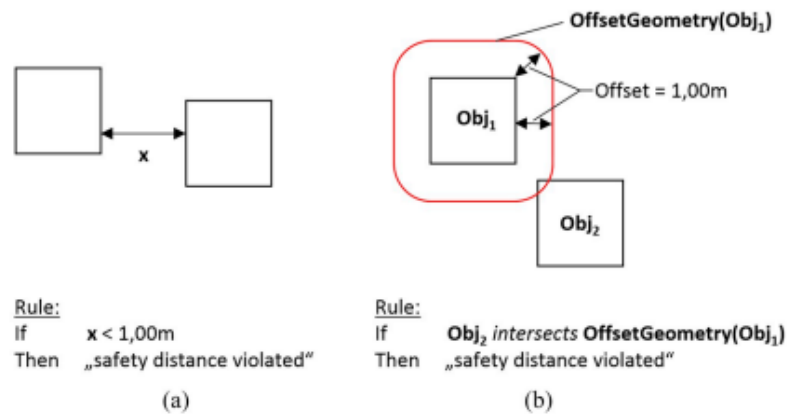 x
Rule:
If x < 1,00m
Then „safety distance violated“
(a)
OffsetGeometry(Obj₁)
Offset = 1,00m
Obj₁
Obj₂
Rule:
If Obj₂ intersects OffsetGeometry(Obj₁)
Then „safety distance violated“
(b)